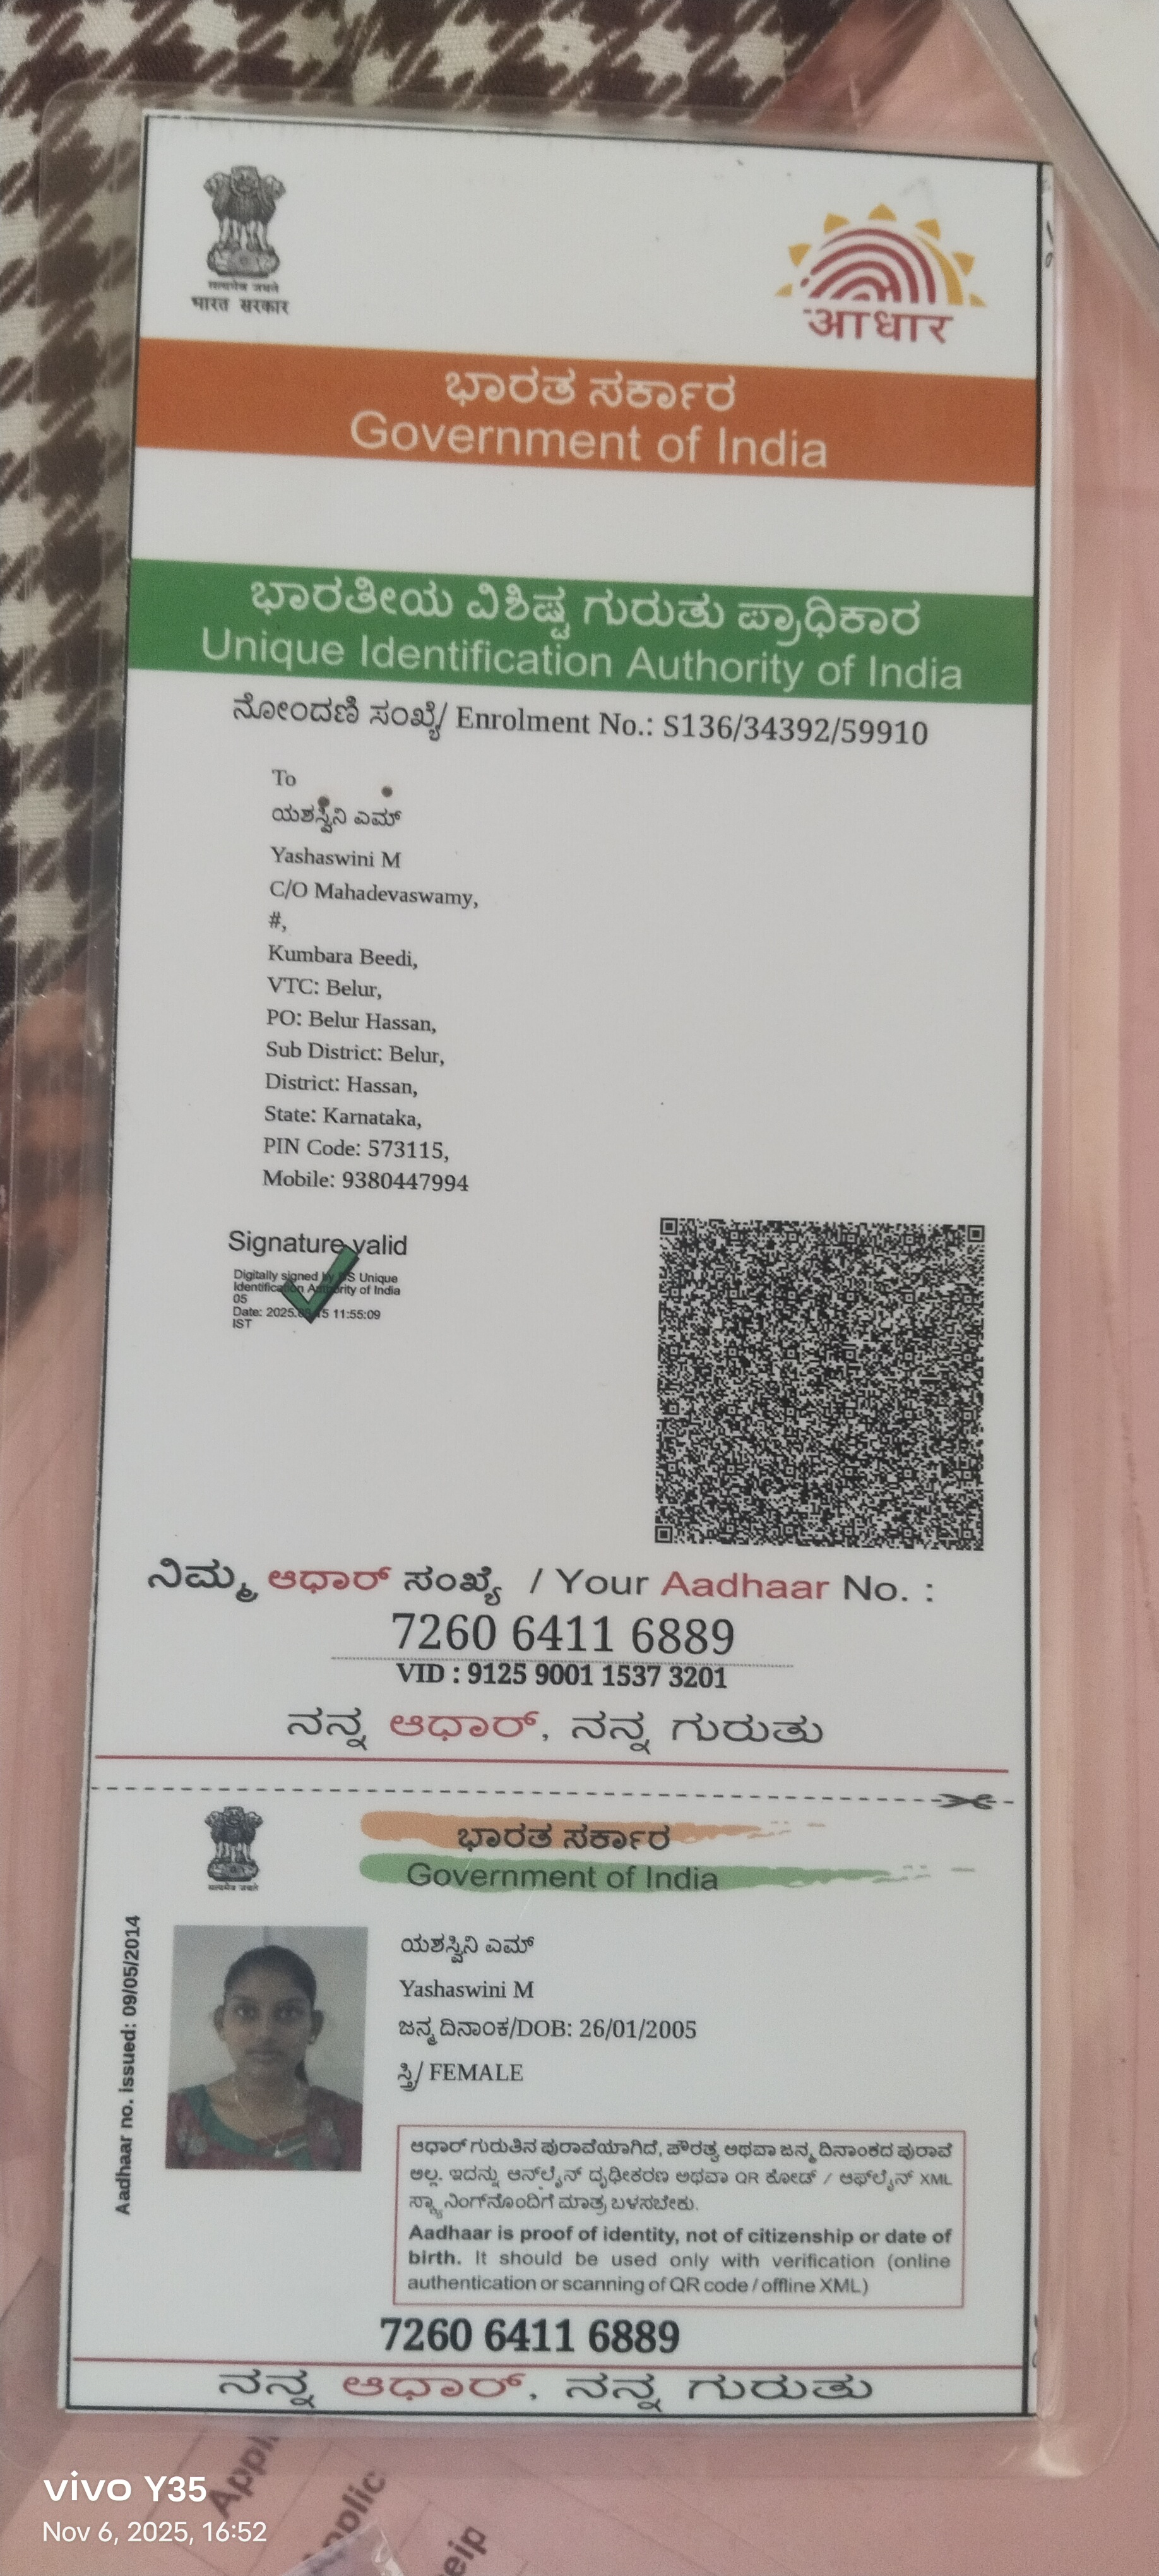 सत्यमेव जयते
भारत सरकार
आधार
ಭಾರತ ಸರ್ಕಾರ
Government of India
ಭಾರತೀಯ ವಿಶಿಷ್ಟ ಗುರುತು ಪ್ರಾಧಿಕಾರ
Unique Identification Authority of India
ನೋಂದಣಿ ಸಂಖ್ಯೆ/ Enrolment No.: S136/34392/59910
To
ಯಶಸ್ವಿನಿ ಎಮ್
Yashaswini M
C/O Mahadevaswamy,
#,
Kumbara Beedi,
VTC: Belur,
PO: Belur Hassan,
Sub District: Belur,
District: Hassan,
State: Karnataka,
PIN Code: 573115,
Mobile: 9380447994
Signature valid
Digitally signed by DS Unique
Identification Authority of India
05
Date: 11:55:09
IST
ನಿಮ್ಮ ಆಧಾರ್ ಸಂಖ್ಯೆ / Your Aadhaar No. :
7260 6411 6889
VID : 9125 9001 1537 3201
ನನ್ನ ಆಧಾರ್, ನನ್ನ ಗುರುತು
सत्यमेव जयते
ಭಾರತ ಸರ್ಕಾರ
Government of India
Aadhaar no. issued: 09/05/2014
ಯಶಸ್ವಿನಿ ಎಮ್
Yashaswini M
ಜನ್ಮ ದಿನಾಂಕ/DOB: 26/01/2005
ಸ್ತ್ರೀ/ FEMALE
ಆಧಾರ್ ಗುರುತಿನ ಪುರಾವೆಯಾಗಿದೆ, ಪೌರತ್ವ ಅಥವಾ ಜನ್ಮ ದಿನಾಂಕದ ಪುರಾವೆ
ಅಲ್ಲ. ಇದನ್ನು ಆನ್‌ಲೈನ್ ದೃಢೀಕರಣ ಅಥವಾ QR ಕೋಡ್ / ಆಫ್‌ಲೈನ್ XML
ಸ್ಕ್ಯಾನಿಂಗ್‌ನೊಂದಿಗೆ ಮಾತ್ರ ಬಳಸಬೇಕು.
Aadhaar is proof of identity, not of citizenship or date of
birth. It should be used only with verification (online
authentication or scanning of QR code / offline XML)
7260 6411 6889
ನನ್ನ ಆಧಾರ್, ನನ್ನ ಗುರುತು
vivo Y35
Nov 6, 2025, 16:52